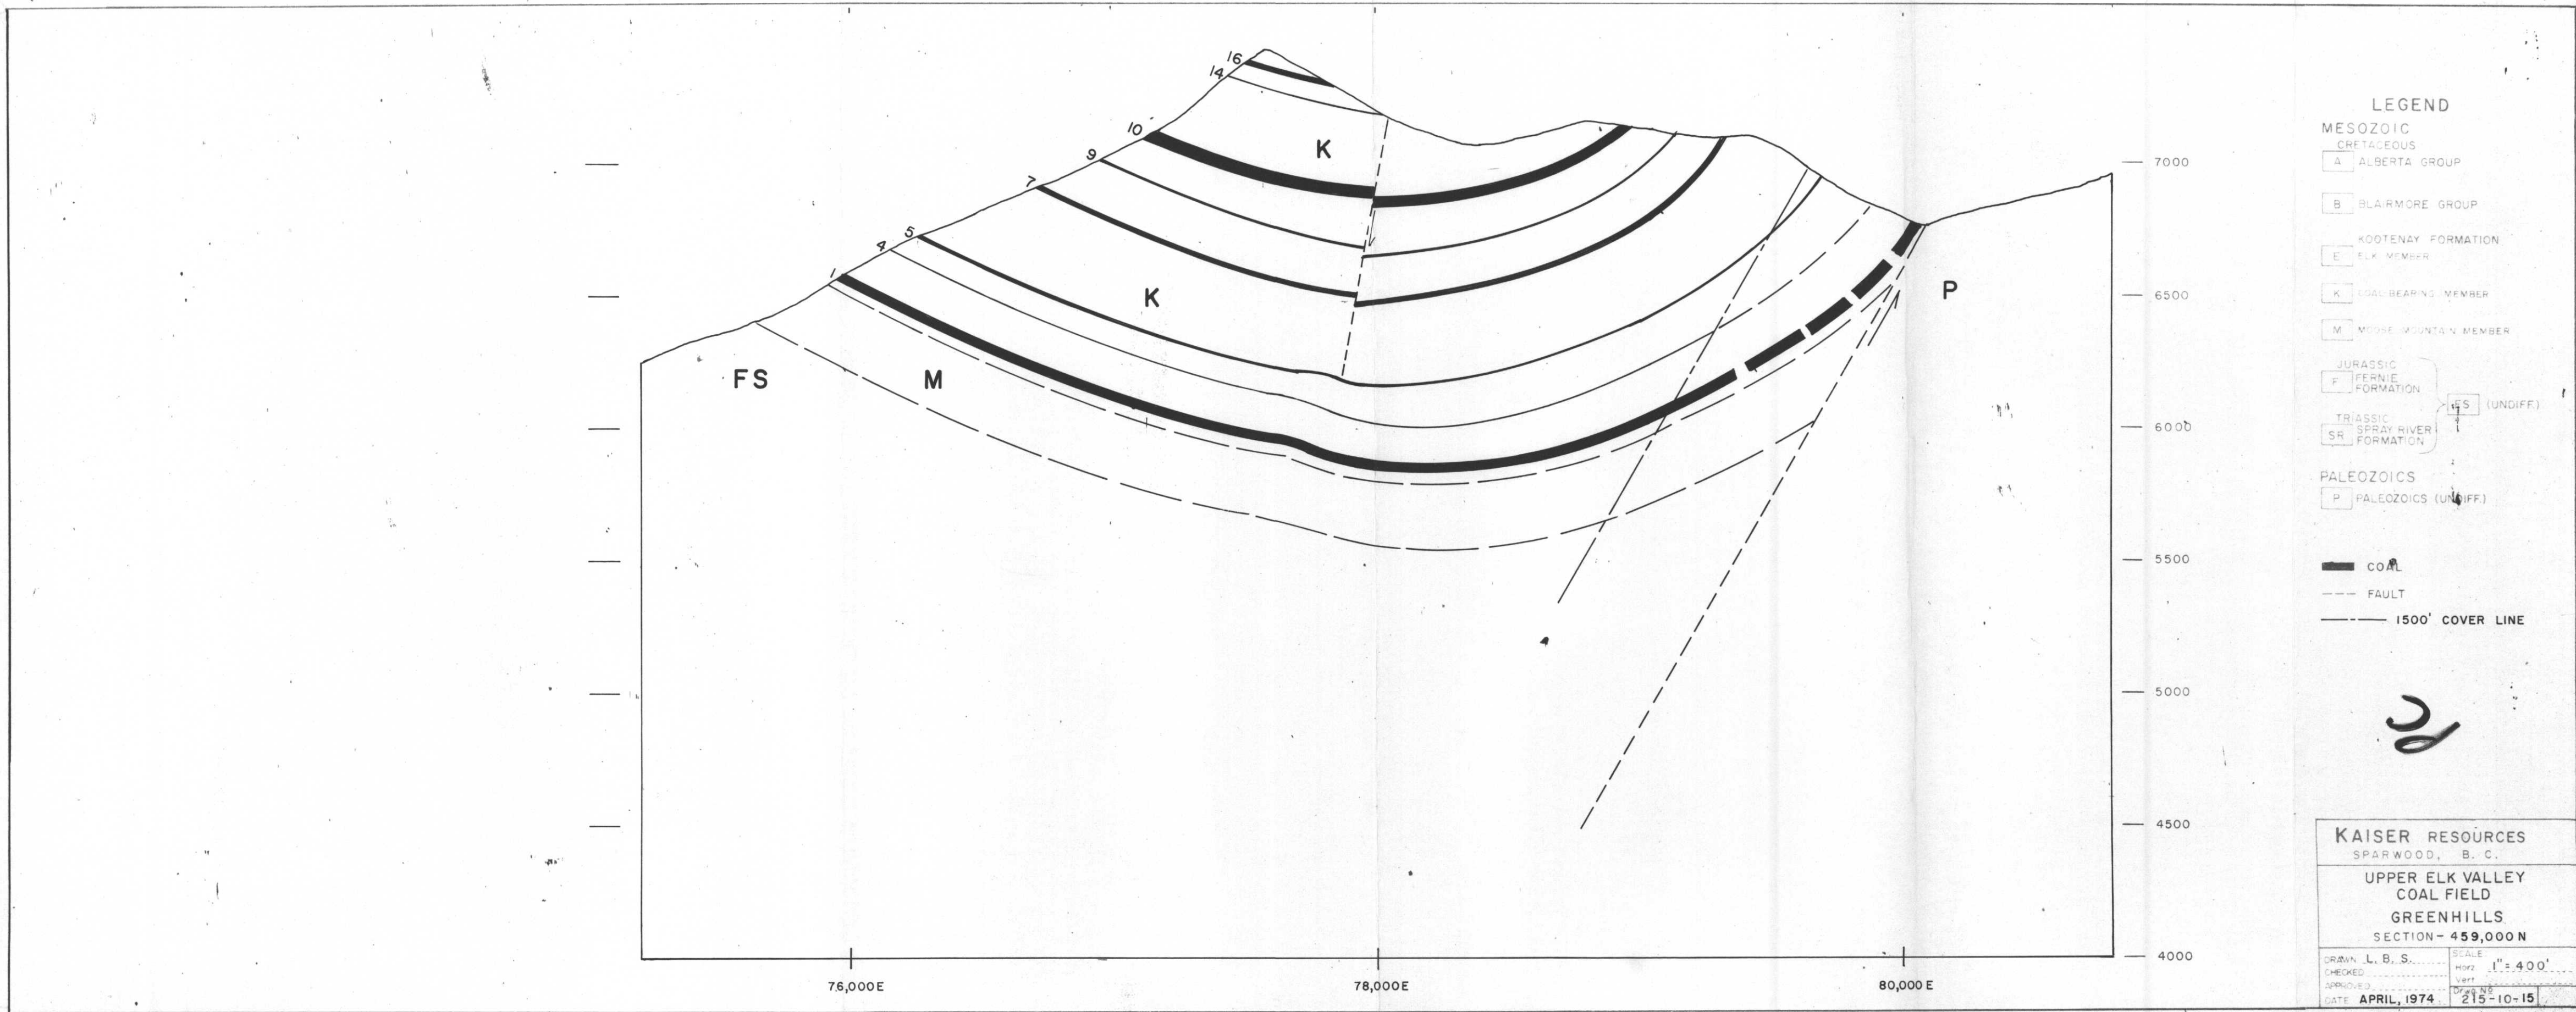 16
14
10
9
7
5
4
1
K
K
FS
M
P
7000
6500
6000
5500
5000
4500
4000
76,000E
78,000E
80,000E
LEGEND
MESOZOIC
CRETACEOUS
A ALBERTA GROUP
B BLAIRMORE GROUP
KOOTENAY FORMATION
E ELK MEMBER
K COAL-BEARING MEMBER
M MOOSE MOUNTAIN MEMBER
JURASSIC
F FERNIE
FORMATION
FS (UNDIFF.)
TRIASSIC
SR SPRAY RIVER
FORMATION
PALEOZOICS
P PALEOZOICS (UNDIFF.)
COAL
FAULT
1500' COVER LINE
KAISER RESOURCES
SPARWOOD, B. C.
UPPER ELK VALLEY
COAL FIELD
GREENHILLS
SECTION - 459,000 N
DRAWN L. B. S.
CHECKED
APPROVED
DATE APRIL, 1974
SCALE
Horz 1" = 400'
Vert
Drwg No
215-10-15